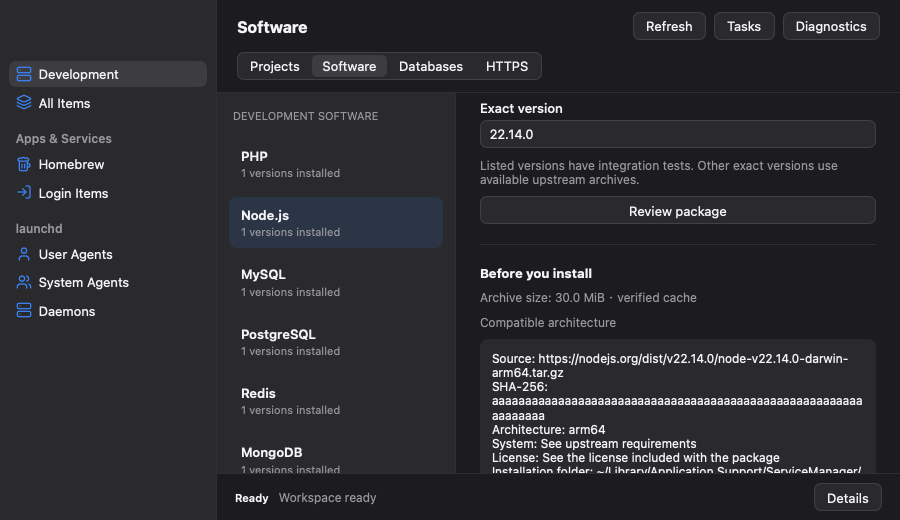 Software
Refresh
Tasks
Diagnostics
Projects
Software
Databases
HTTPS
Development
All Items
Apps & Services
Homebrew
Login Items
launchd
User Agents
System Agents
Daemons
DEVELOPMENT SOFTWARE
PHP
1 versions installed
Node.js
1 versions installed
MySQL
1 versions installed
PostgreSQL
1 versions installed
Redis
1 versions installed
MongoDB
1 versions installed
Exact version
22.14.0
Listed versions have integration tests. Other exact versions use
available upstream archives.
Review package
Before you install
Archive size: 30.0 MiB · verified cache
Compatible architecture
Source: https://nodejs.org/dist/v22.14.0/node-v22.14.0-darwin-
arm64.tar.gz
SHA-256:
aaaaaaaaaaaaaaaaaaaaaaaaaaaaaaaaaaaaaaaaaaaaaaaaaaaaaaaa
aaaaaaaa
Architecture: arm64
System: See upstream requirements
License: See the license included with the package
Installation folder: ~/Library/Application Support/ServiceManager/
Ready
Workspace ready
Details